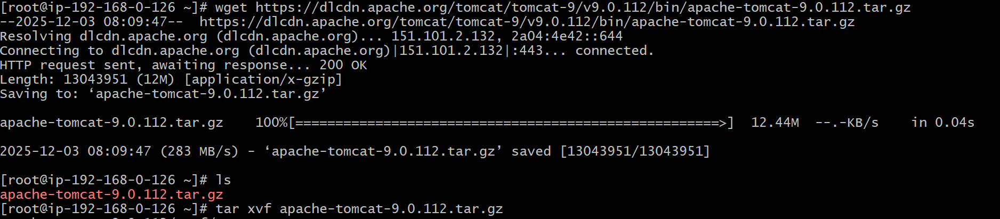 [root@ip-192-168-0-126 ~]# wget https://dlcdn.apache.org/tomcat/tomcat-9/v9.0.112/bin/apache-tomcat-9.0.112.tar.gz
--2025-12-03 08:09:47--  https://dlcdn.apache.org/tomcat/tomcat-9/v9.0.112/bin/apache-tomcat-9.0.112.tar.gz
Resolving dlcdn.apache.org (dlcdn.apache.org)... 151.101.2.132, 2a04:4e42::644
Connecting to dlcdn.apache.org (dlcdn.apache.org)|151.101.2.132|:443... connected.
HTTP request sent, awaiting response... 200 OK
Length: 13043951 (12M) [application/x-gzip]
Saving to: ‘apache-tomcat-9.0.112.tar.gz’
apache-tomcat-9.0.112.tar.gz    100%[=====================================================>]  12.44M  --.-KB/s    in 0.04s
2025-12-03 08:09:47 (283 MB/s) - ‘apache-tomcat-9.0.112.tar.gz’ saved [13043951/13043951]
[root@ip-192-168-0-126 ~]# ls
apache-tomcat-9.0.112.tar.gz
[root@ip-192-168-0-126 ~]# tar xvf apache-tomcat-9.0.112.tar.gz